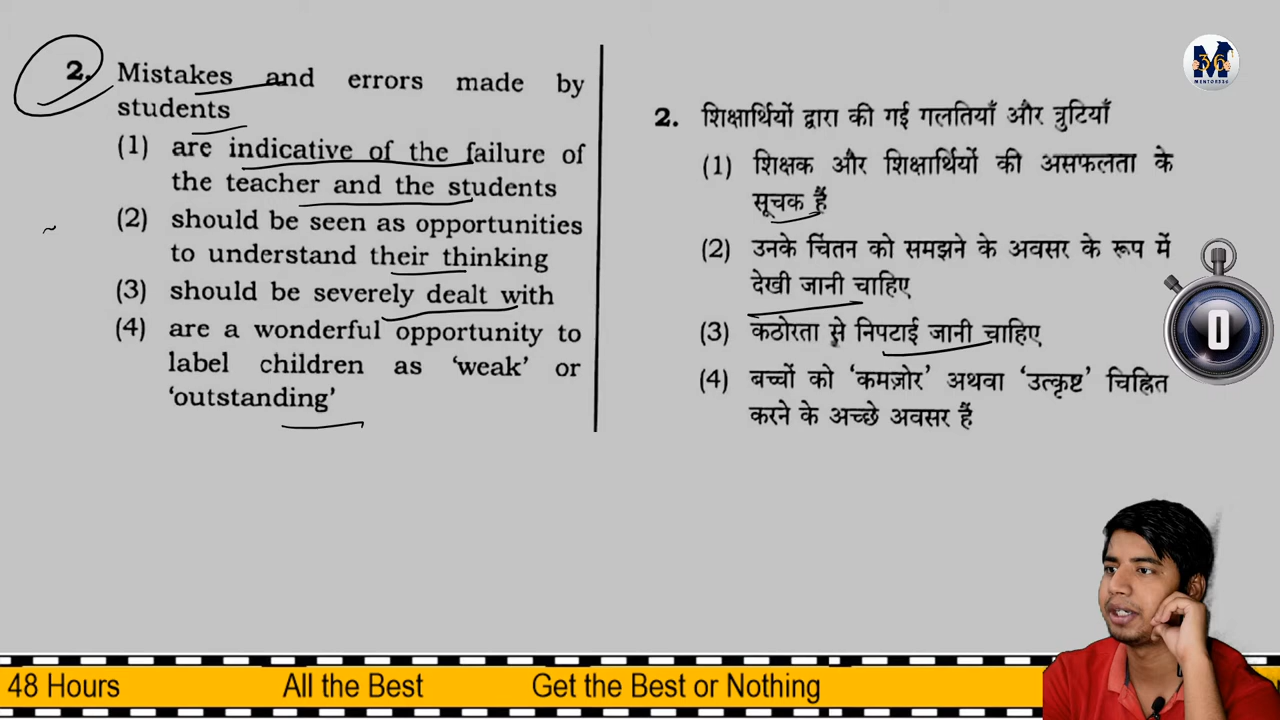 2. Mistakes and errors made by
students
(1) are indicative of the failure of
the teacher and the students
(2) should be seen as opportunities
to understand their thinking
(3) should be severely dealt with
(4) are a wonderful opportunity to
label children as ‘weak’ or
‘outstanding’
2. शिक्षार्थियों द्वारा की गई गलतियाँ और त्रुटियाँ
(1) शिक्षक और शिक्षार्थियों की असफलता के
सूचक हैं
(2) उनके चिंतन को समझने के अवसर के रूप में
देखी जानी चाहिए
(3) कठोरता से निपटाई जानी चाहिए
(4) बच्चों को ‘कमज़ोर’ अथवा ‘उत्कृष्ट’ चिह्नित
करने के अच्छे अवसर हैं
M
36
MENTORS36
0
48 Hours All the Best Get the Best or Nothing